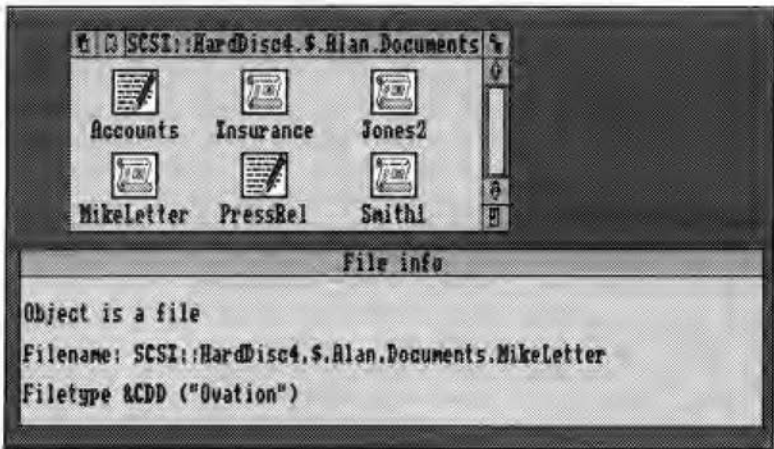 SCSI::HardDisc4.$.Alan.Documents
Accounts Insurance Jones2
MikeLetter PressRel Smith1
File info
Object is a file
Filename: SCSI::HardDisc4.$.Alan.Documents.MikeLetter
Filetype &CDD ("Ovation")